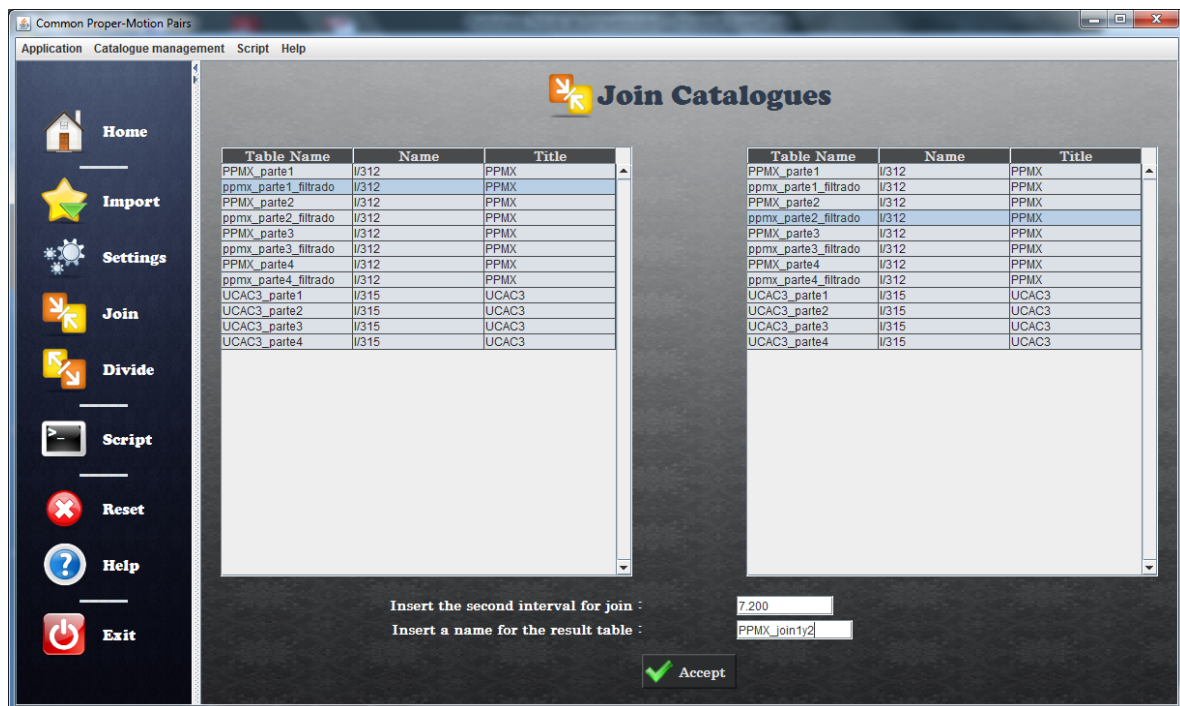 Common Proper-Motion Pairs
Application Catalogue management Script Help
Home
Import
Settings
Join
Divide
Script
Reset
Help
Exit
Join Catalogues
Table Name Name Title
PPMX_parte1 I/312 PPMX
ppmx_parte1_filtrado I/312 PPMX
PPMX_parte2 I/312 PPMX
ppmx_parte2_filtrado I/312 PPMX
PPMX_parte3 I/312 PPMX
ppmx_parte3_filtrado I/312 PPMX
PPMX_parte4 I/312 PPMX
ppmx_parte4_filtrado I/312 PPMX
UCAC3_parte1 I/315 UCAC3
UCAC3_parte2 I/315 UCAC3
UCAC3_parte3 I/315 UCAC3
UCAC3_parte4 I/315 UCAC3
Table Name Name Title
PPMX_parte1 I/312 PPMX
ppmx_parte1_filtrado I/312 PPMX
PPMX_parte2 I/312 PPMX
ppmx_parte2_filtrado I/312 PPMX
PPMX_parte3 I/312 PPMX
ppmx_parte3_filtrado I/312 PPMX
PPMX_parte4 I/312 PPMX
ppmx_parte4_filtrado I/312 PPMX
UCAC3_parte1 I/315 UCAC3
UCAC3_parte2 I/315 UCAC3
UCAC3_parte3 I/315 UCAC3
UCAC3_parte4 I/315 UCAC3
Insert the second interval for join : 7.200
Insert a name for the result table : PPMX_join1y2
Accept